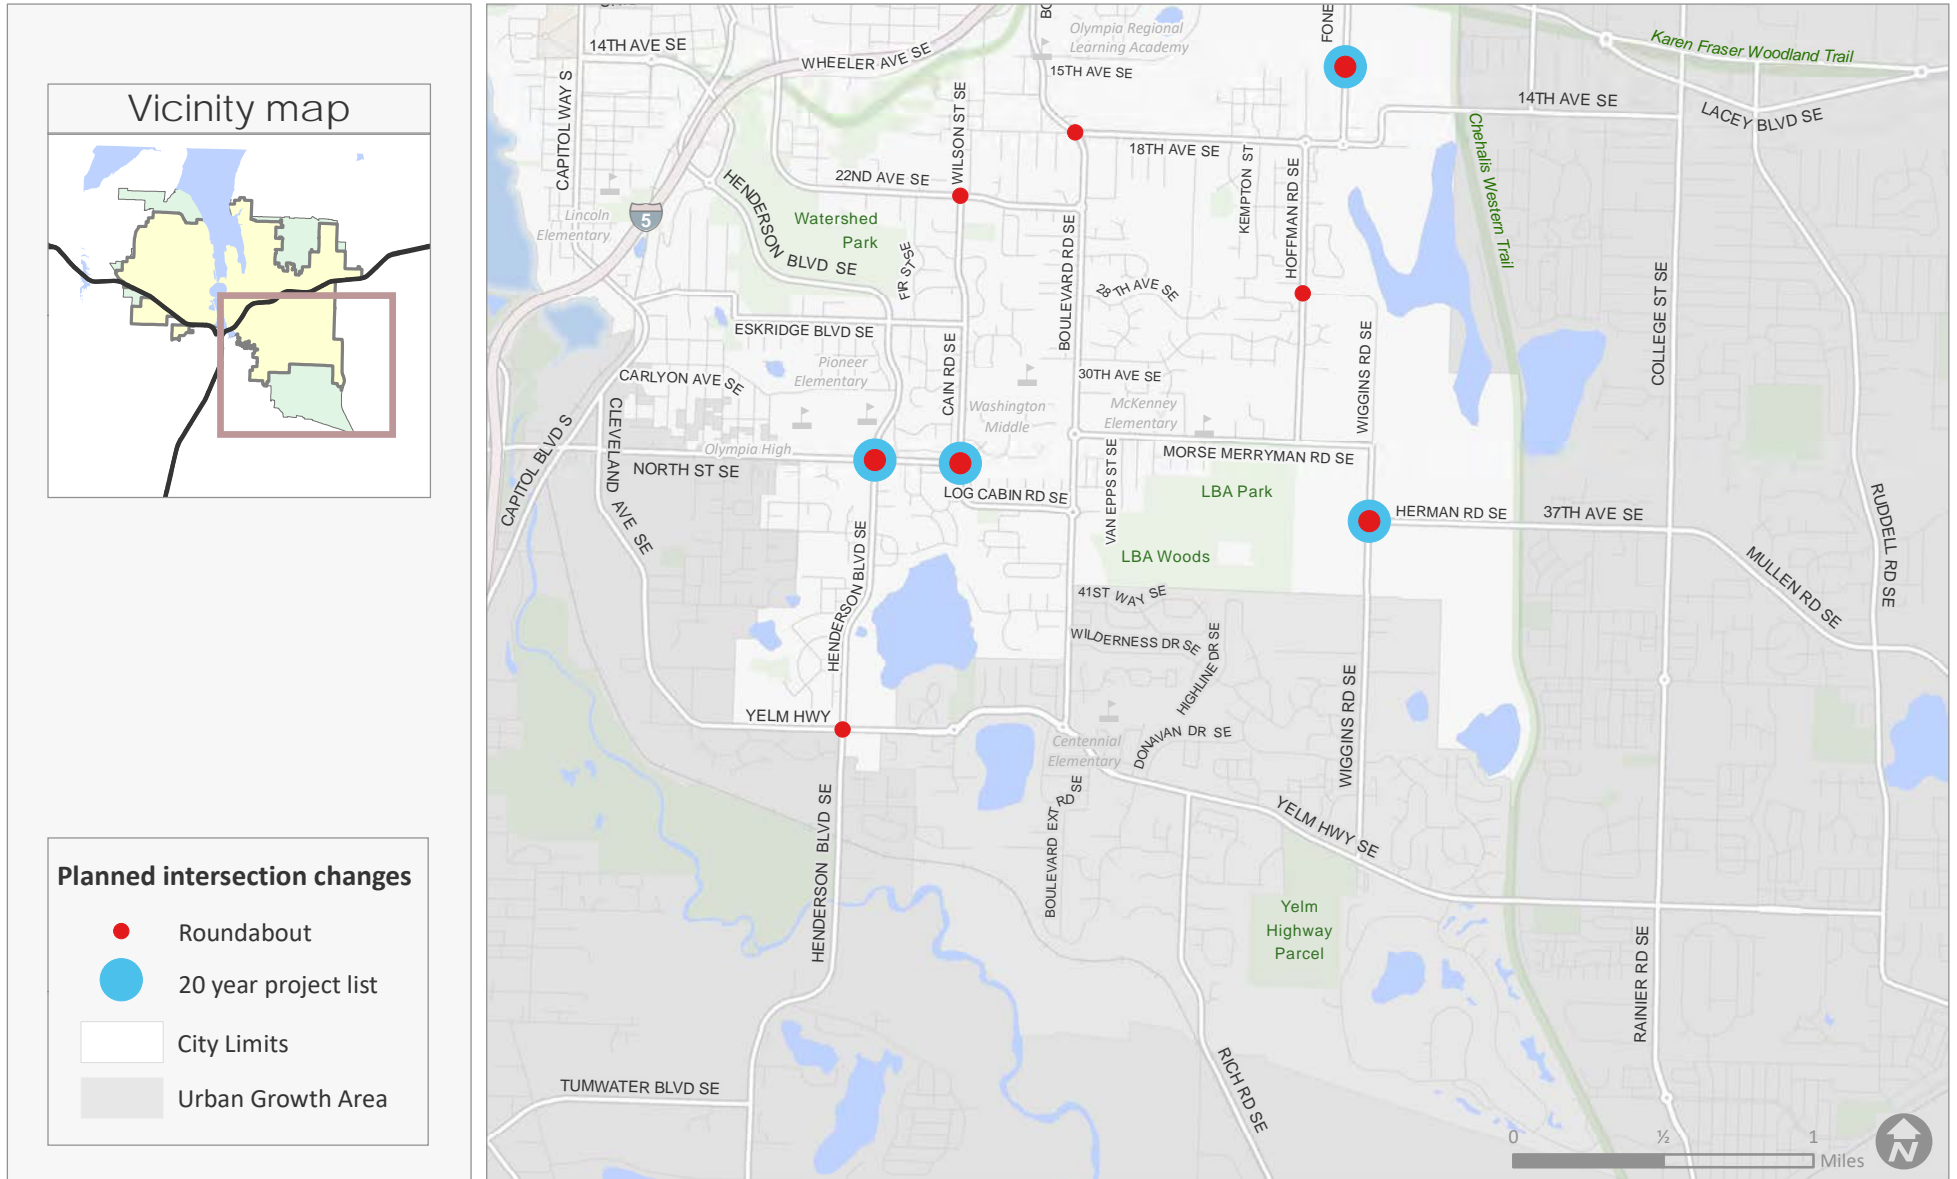 Vicinity map
Planned intersection changes
Roundabout
20 year project list
City Limits
Urban Growth Area
14TH AVE SE
WHEELER AVE SE
Olympia Regional
Learning Academy
15TH AVE SE
FONE
Karen Fraser Woodland Trail
14TH AVE SE
LACEY BLVD SE
CAPITOL WAY S
WILSON ST SE
18TH AVE SE
KEMPTON ST
HOFFMAN RD SE
Chehalis Western Trail
22ND AVE SE
HENDERSON BLVD SE
Lincoln
Elementary
5
Watershed
Park
FIR ST SE
BOULEVARD RD SE
28TH AVE SE
COLLEGE ST SE
ESKRIDGE BLVD SE
CAIN RD SE
WIGGINS RD SE
Pioneer
Elementary
CARLYON AVE SE
30TH AVE SE
Washington
Middle
McKenney
Elementary
CAPITOL BLVD S
CLEVELAND AVE SE
Olympia High
NORTH ST SE
MORSE MERRYMAN RD SE
VAN EPPS ST SE
LOG CABIN RD SE
LBA Park
HERMAN RD SE
37TH AVE SE
RUDDELL RD SE
MULLEN RD SE
LBA Woods
HENDERSON BLVD SE
41ST WAY SE
WILDERNESS DR SE
HIGHLINE DR SE
WIGGINS RD SE
YELM HWY
Centennial
Elementary
DONAVAN DR SE
BOULEVARD EXT RD SE
YELM HWY SE
HENDERSON BLVD SE
Yelm
Highway
Parcel
RAINIER RD SE
RICH RD SE
TUMWATER BLVD SE
0 ½ 1
Miles
N